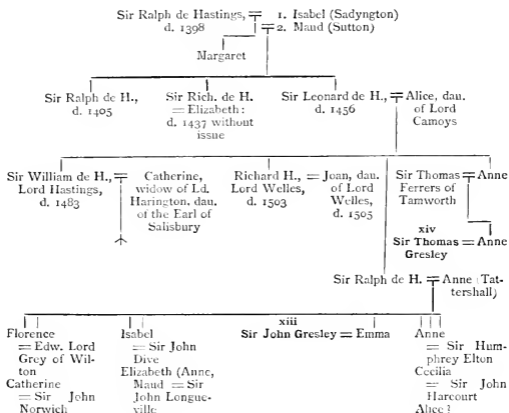 Sir Ralph de Hastings, = 1. Isabel (Sadyngton)
d. 1398 = 2. Maud (Sutton)
Margaret
Sir Ralph de H.,
d. 1405
Sir Rich. de H.
= Elizabeth:
d. 1437 without
issue
Sir Leonard de H.,
d. 1456
= Alice, dau.
of Lord
Camoys
Sir William de H., =
Lord Hastings,
d. 1483
Catherine,
widow of Ld.
Harington, dau.
of the Earl of
Salisbury
Richard H.,
Lord Welles,
d. 1503
= Joan, dau.
of Lord
Welles,
d. 1505
Sir Thomas = Anne
Ferrers of
Tamworth
xiv
Sir Thomas = Anne
Gresley
Sir Ralph de H. = Anne (Tat-
tershall)
Florence
= Edw. Lord
Grey of Wil-
ton
Catherine
= Sir John
Norwich
Isabel
= Sir John
Dive
Elizabeth (Anne,
Maud = Sir
John Longue-
ville
xiii
Sir John Gresley = Emma
Anne
= Sir Hum-
phrey Elton
Cecilia
= Sir John
Harcourt
Alice?